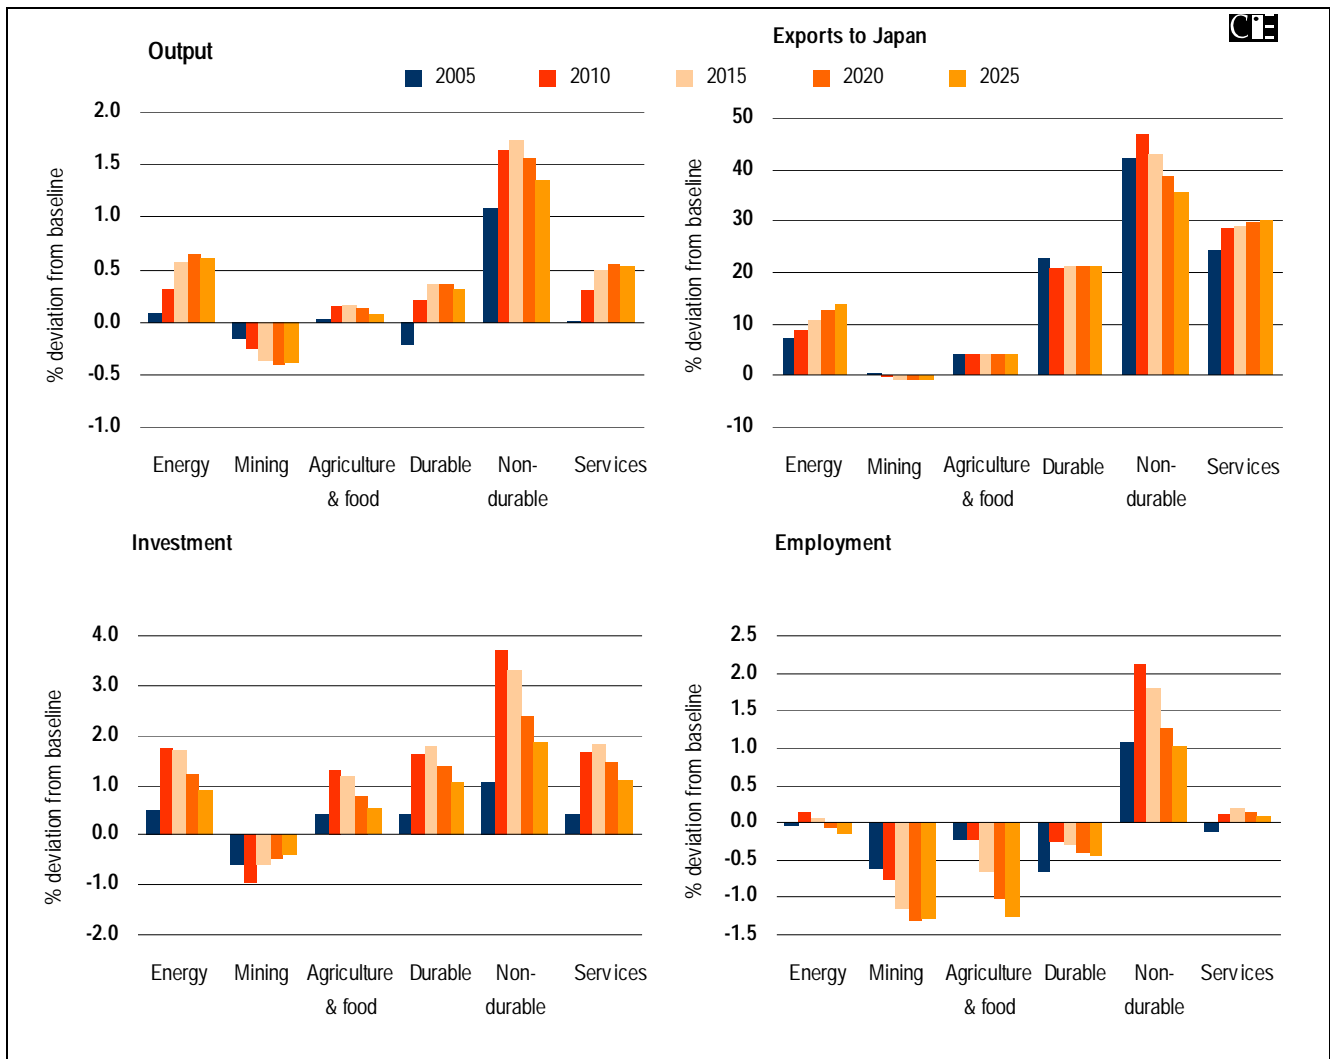 Output
Exports to Japan
CIE
2005 2010 2015 2020 2025
% deviation from baseline
2.0
1.5
1.0
0.5
0.0
-0.5
-1.0
Energy Mining Agriculture & food Durable Non-durable Services
% deviation from baseline
50
40
30
20
10
0
-10
Energy Mining Agriculture & food Durable Non-durable Services
Investment
% deviation from baseline
4.0
3.0
2.0
1.0
0.0
-1.0
-2.0
Energy Mining Agriculture & food Durable Non-durable Services
Employment
% deviation from baseline
2.5
2.0
1.5
1.0
0.5
0.0
-0.5
-1.0
-1.5
Energy Mining Agriculture & food Durable Non-durable Services